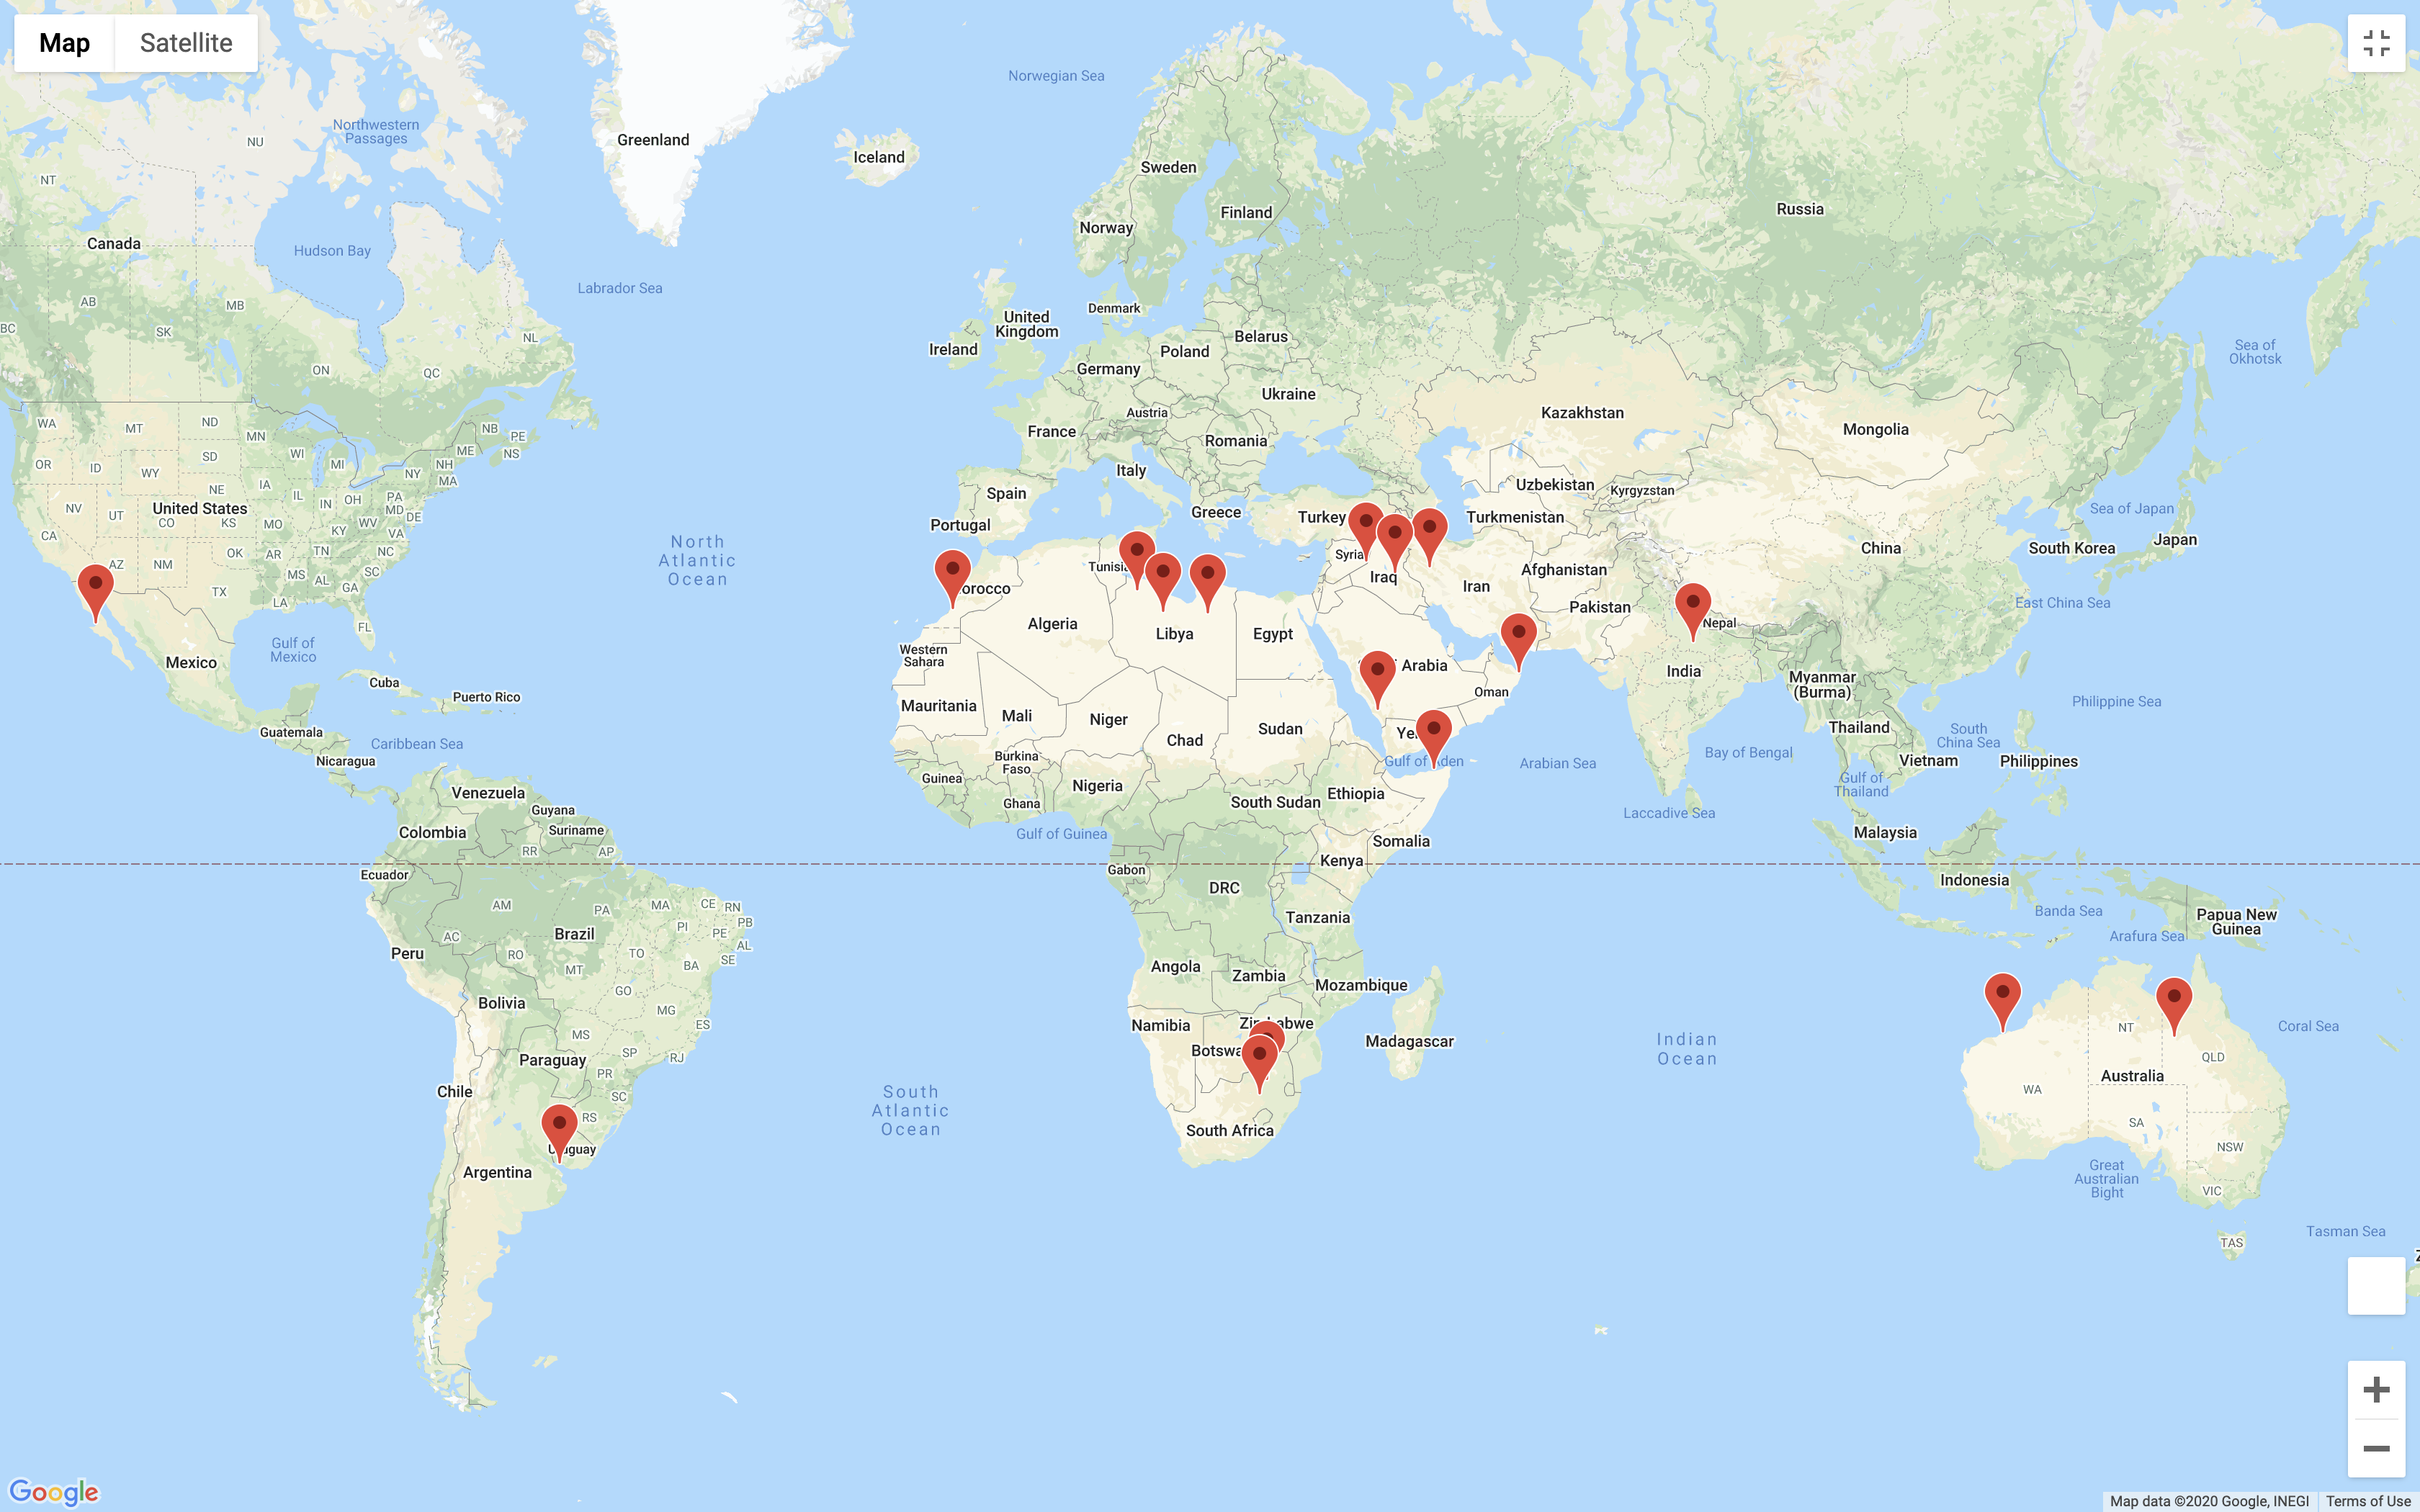 Map
Satellite
Norwegian Sea
Greenland
Iceland
Northwestern
Passages
NU
NT
Sweden
Finland
Norway
Russia
Canada
Hudson Bay
Labrador Sea
AB
MB
BC
SK
NL
ON
QC
United
Kingdom
Ireland
Denmark
Belarus
Poland
Germany
Ukraine
Austria
France
Romania
Italy
Spain
Portugal
Greece
Turkey
Kazakhstan
Mongolia
Sea of
Okhotsk
Uzbekistan
Kyrgyzstan
Turkmenistan
Sea of Japan
South Korea
Japan
China
East China Sea
WA
MT
ND
MN
NB
PE
NS
ME
OR
ID
SD
WI
MI
NH
MA
NY
WY
IA
NE
IL
IN
OH
PA
MD
DE
NV
UT
United States
CO
KS
MO
KY
WV
VA
CA
AZ
NM
OK
AR
TN
NC
SC
MS
AL
GA
TX
LA
FL
North
Atlantic
Ocean
Gulf of
Mexico
Mexico
Cuba
Puerto Rico
Guatemala
Caribbean Sea
Nicaragua
Syria
Iraq
Iran
Afghanistan
Pakistan
Nepal
India
Algeria
Libya
Egypt
Western
Sahara
Arabia
Oman
Mauritania
Mali
Niger
Chad
Sudan
Gulf of
Arabian Sea
Bay of Bengal
Myanmar
(Burma)
Thailand
South
China Sea
Philippine Sea
Vietnam
Philippines
Gulf of
Thailand
Laccadive Sea
Malaysia
Burkina
Faso
Guinea
Ghana
Nigeria
South Sudan
Ethiopia
Gulf of Guinea
Somalia
Kenya
Gabon
DRC
Tanzania
Indonesia
Banda Sea
Papua New
Guinea
Arafura Sea
Venezuela
Guyana
Colombia
Suriname
RR
AP
Ecuador
AM
PA
MA
CE
RN
PB
PI
PE
AL
AC
Brazil
Peru
RO
TO
SE
MT
BA
Bolivia
GO
MG
ES
MS
SP
RJ
Paraguay
PR
SC
Chile
RS
Argentina
South
Atlantic
Ocean
Angola
Zambia
Mozambique
Namibia
Madagascar
South Africa
Indian
Ocean
NT
Coral Sea
QLD
Australia
WA
SA
NSW
Great
Australian
Bight
VIC
Tasman Sea
TAS
Google
Map data ©2020 Google, INEGI
Terms of Use